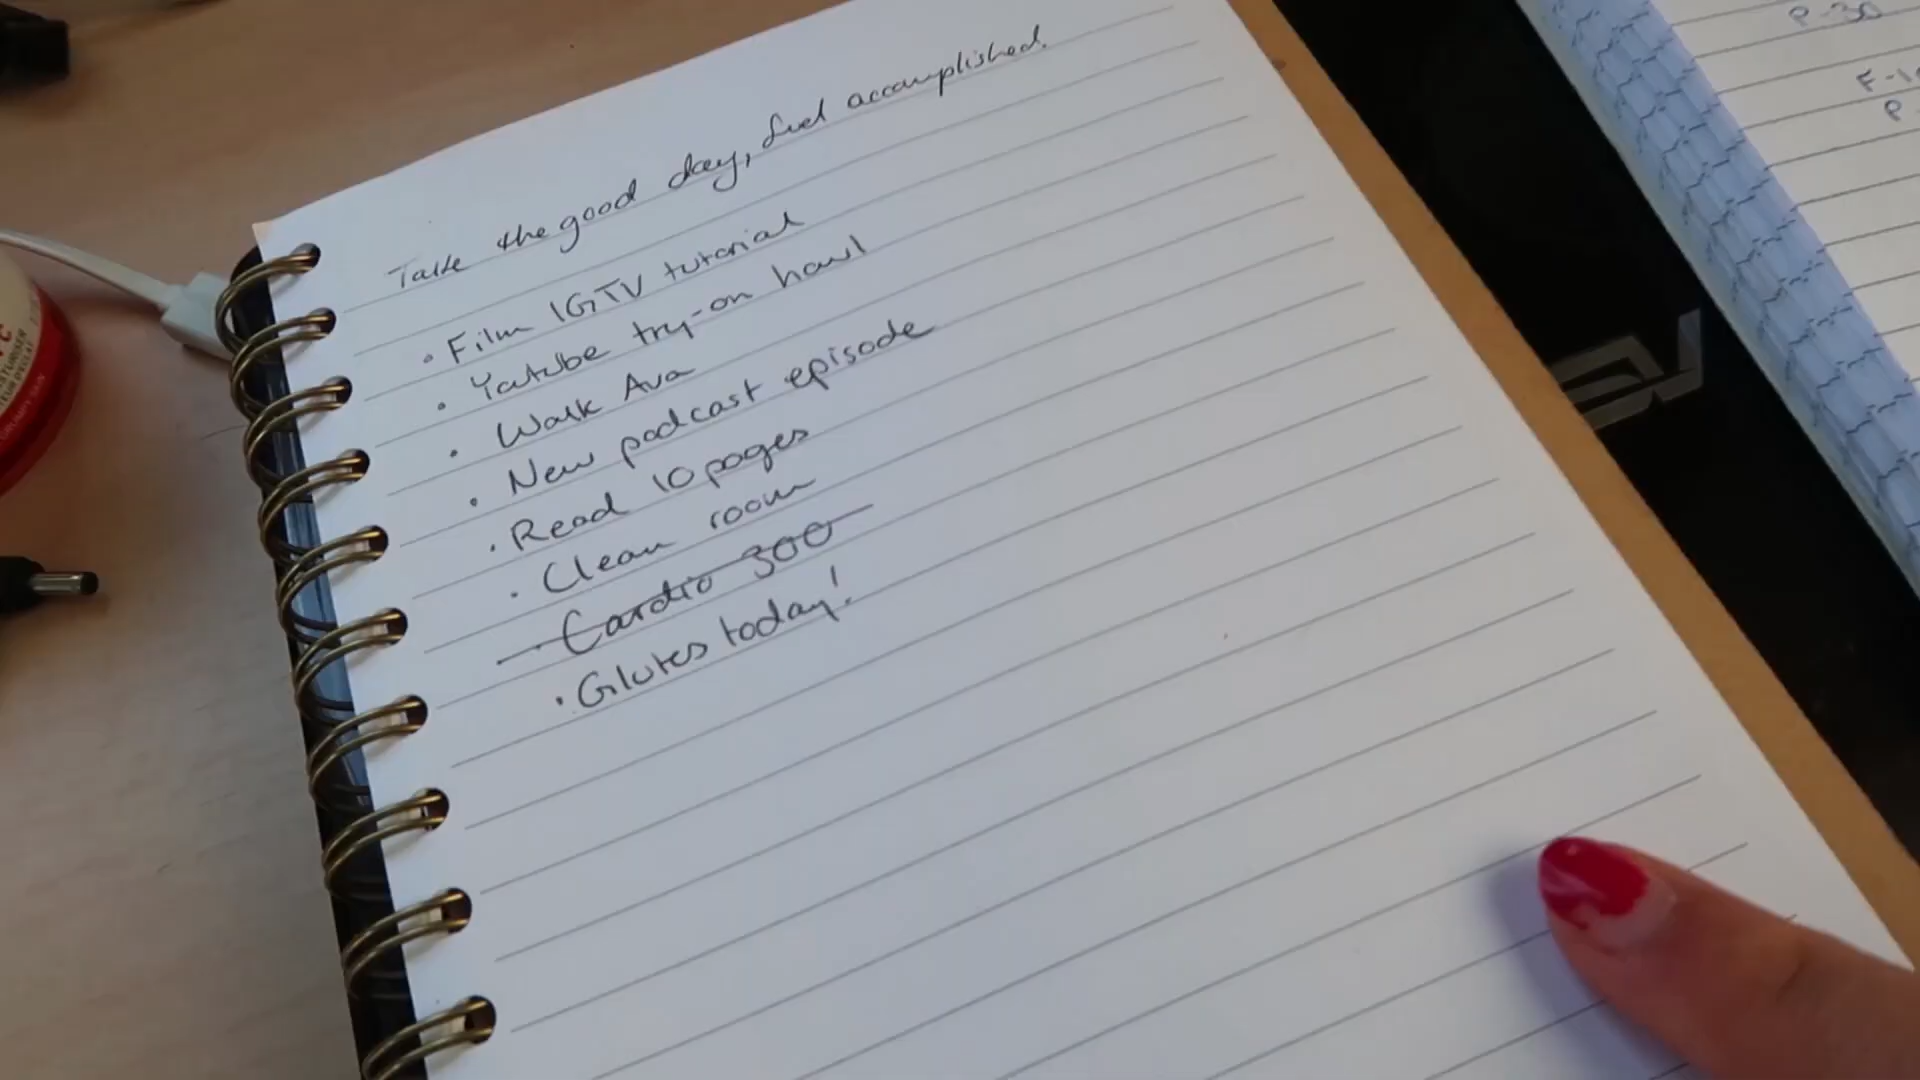 Take the good day, feel accomplished.
• Film IGTV tutorial
• Youtube try-on haul
• Walk Ava
• New podcast episode
• Read 10 pages
• Clean room
Cardio 300
• Glutes today!
P-30